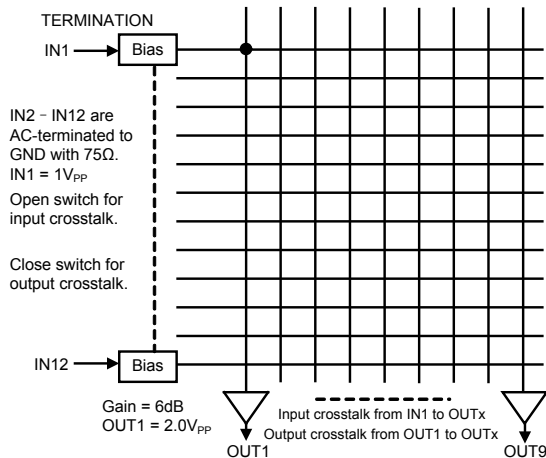 TERMINATION
IN1
Bias
IN2 - IN12 are
AC-terminated to
GND with 75Ω.
IN1 = 1VPP
Open switch for
input crosstalk.
Close switch for
output crosstalk.
IN12
Bias
Gain = 6dB
OUT1 = 2.0VPP
Input crosstalk from IN1 to OUTx
Output crosstalk from OUT1 to OUTx
OUT1
OUT9